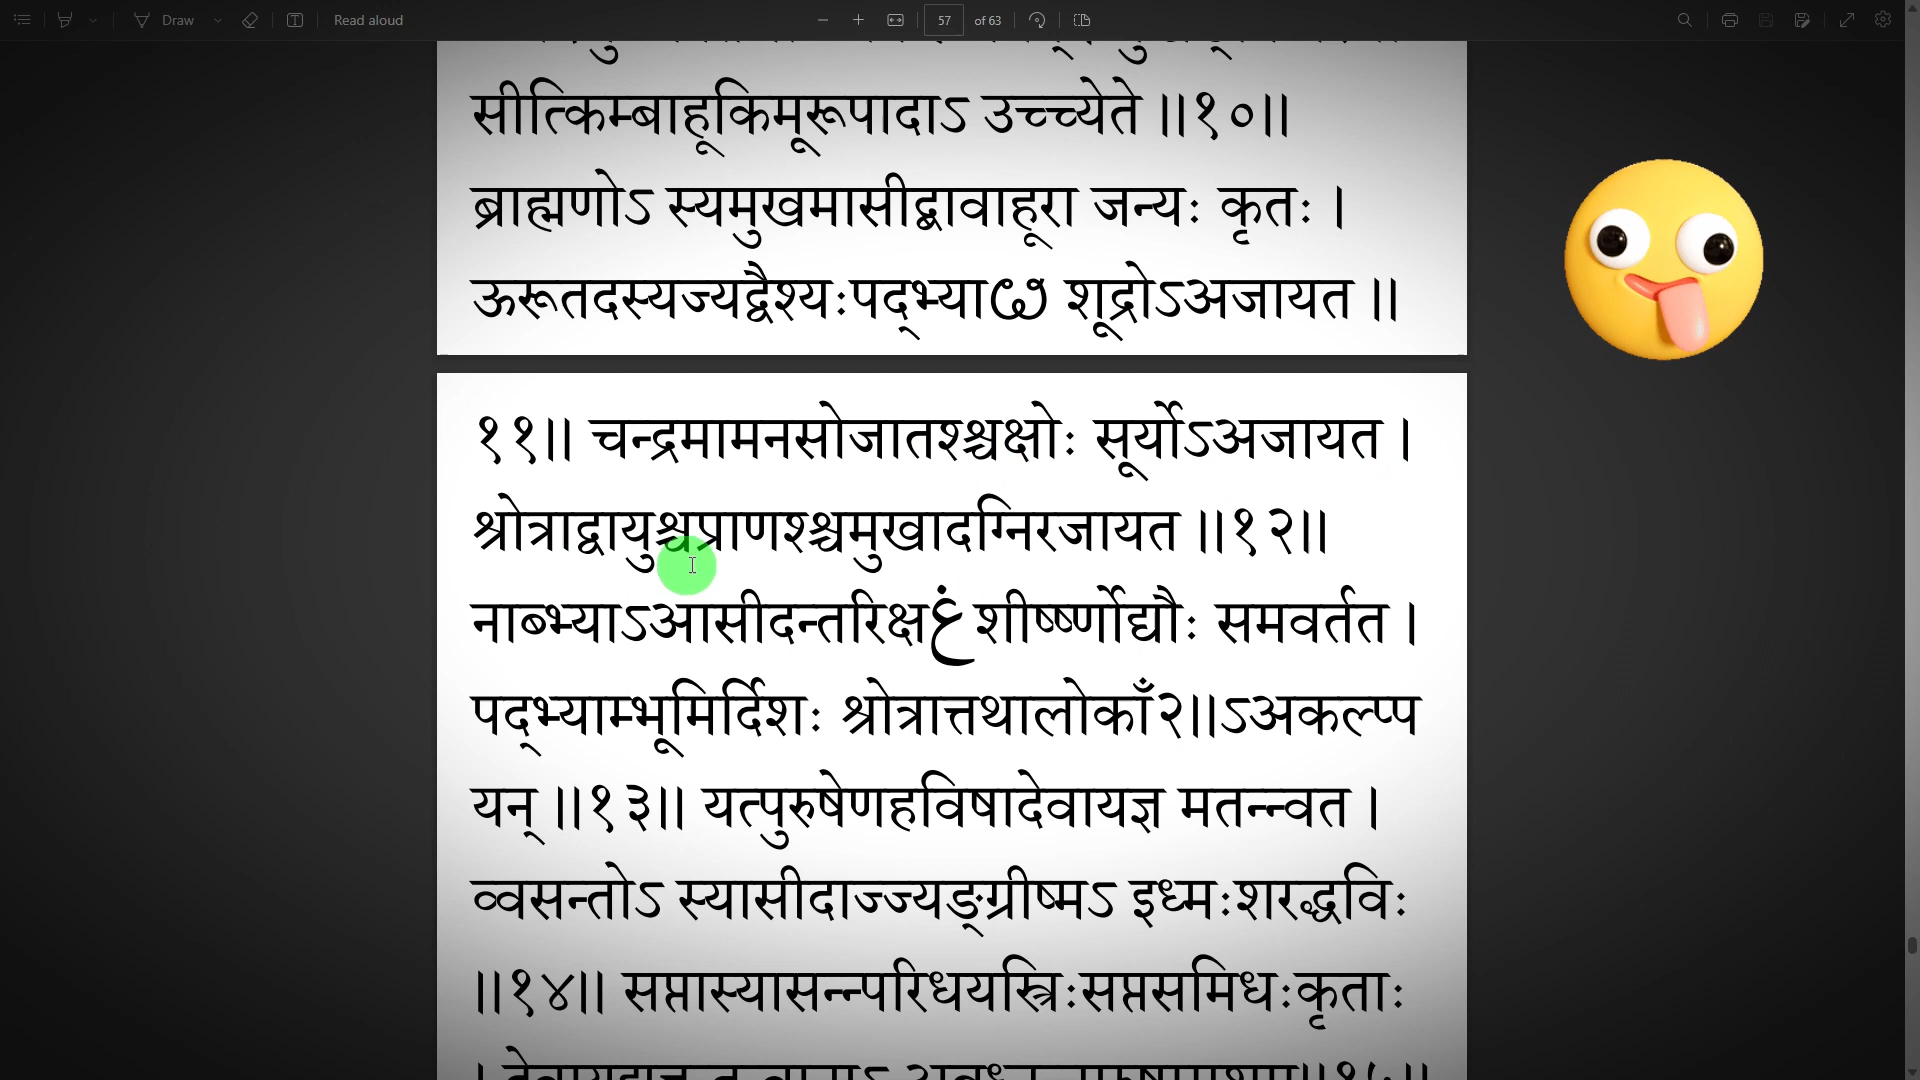 Draw
Read aloud
57 of 63
सीत्किम्बाहूकिमूरूपादाऽ उच्च्येते ॥१०॥
ब्राह्मणोऽ स्यमुखमासीद्बावाहूरा जन्यः कृतः ।
ऊरूतदस्यज्यद्वैश्यःपद्भ्याѠ शूद्रोऽअजायत ॥
११॥ चन्द्रमामनसोजातश्श्चक्षोः सूर्योऽअजायत ।
श्रोत्राद्वायुश्चप्राणश्श्चमुखादग्निरजायत ॥१२॥
नाब्भ्याऽआसीदन्तरिक्षغंशीर्ष्ष्णोद्यौः समवर्तत ।
पद्भ्याम्भूमिर्दिशः श्रोत्रात्तथालोकाँ२॥ऽअकल्प्प
यन् ॥१३॥ यत्पुरुषेणहविषादेवायज्ञ मतन्न्वत ।
व्वसन्तोऽ स्यासीदाज्ज्यङ्ग्रीष्मऽ इध्मःशरद्धविः
॥१४॥ सप्तास्यासन्न्परिधयस्त्रिःसप्तसमिधःकृताः